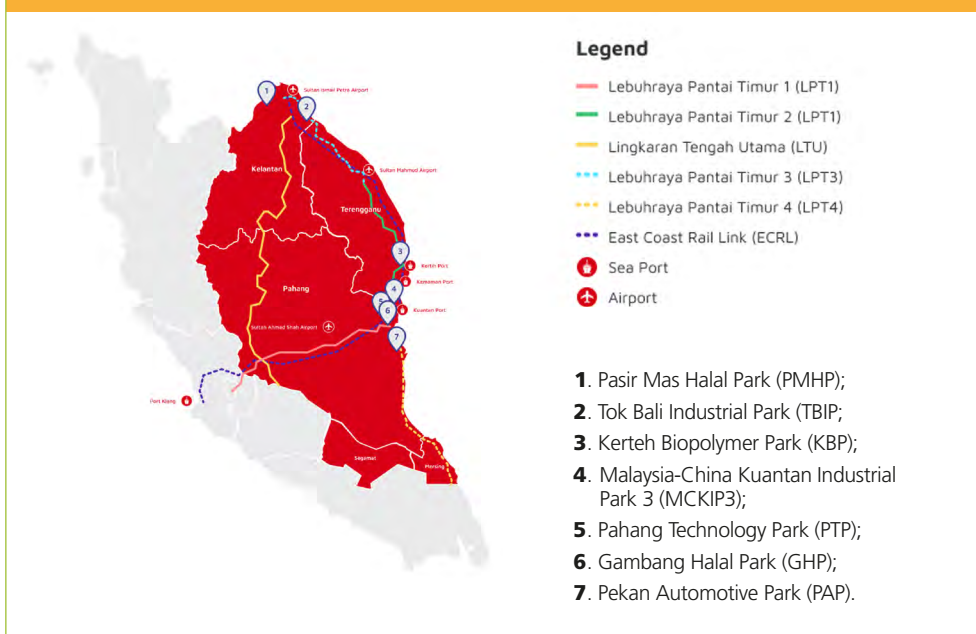 Legend
Lebuhraya Pantai Timur 1 (LPT1)
Lebuhraya Pantai Timur 2 (LPT1)
Lingkaran Tengah Utama (LTU)
Lebuhraya Pantai Timur 3 (LPT3)
Lebuhraya Pantai Timur 4 (LPT4)
East Coast Rail Link (ECRL)
Sea Port
Airport
1
Sultan Ismail Petra Airport
2
Kelantan
Sultan Mahmud Airport
Terengganu
3
Kerteh Port
Kemaman Port
Pahang
4
5
6
Kuantan Port
Sultan Ahmad Shah Airport
7
Port Klang
Segamat
Mersing
1. Pasir Mas Halal Park (PMHP);
2. Tok Bali Industrial Park (TBIP;
3. Kerteh Biopolymer Park (KBP);
4. Malaysia-China Kuantan Industrial
Park 3 (MCKIP3);
5. Pahang Technology Park (PTP);
6. Gambang Halal Park (GHP);
7. Pekan Automotive Park (PAP).